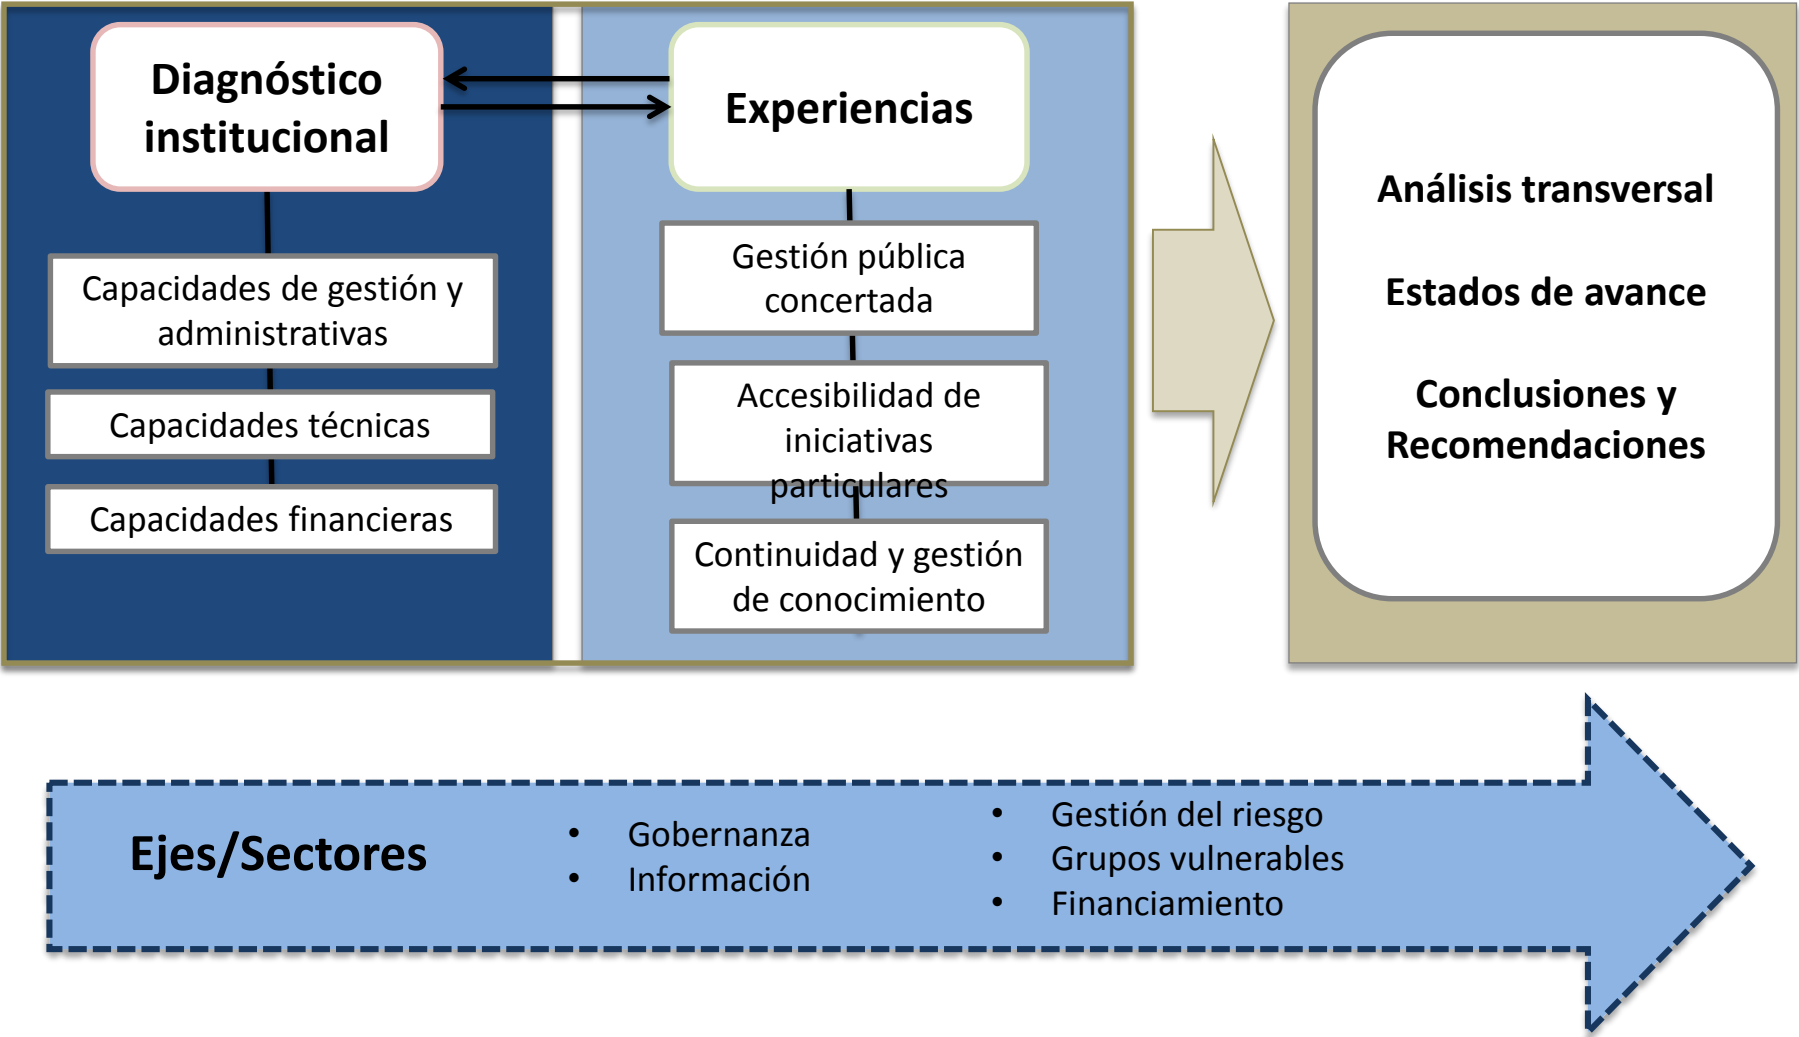 Diagnóstico
institucional
Capacidades de gestión y
administrativas
Capacidades técnicas
Capacidades financieras
Experiencias
Gestión pública
concertada
Accesibilidad de
iniciativas
particulares
Continuidad y gestión
de conocimiento
Análisis transversal
Estados de avance
Conclusiones y
Recomendaciones
Ejes/Sectores
• Gobernanza
• Información
• Gestión del riesgo
• Grupos vulnerables
• Financiamiento